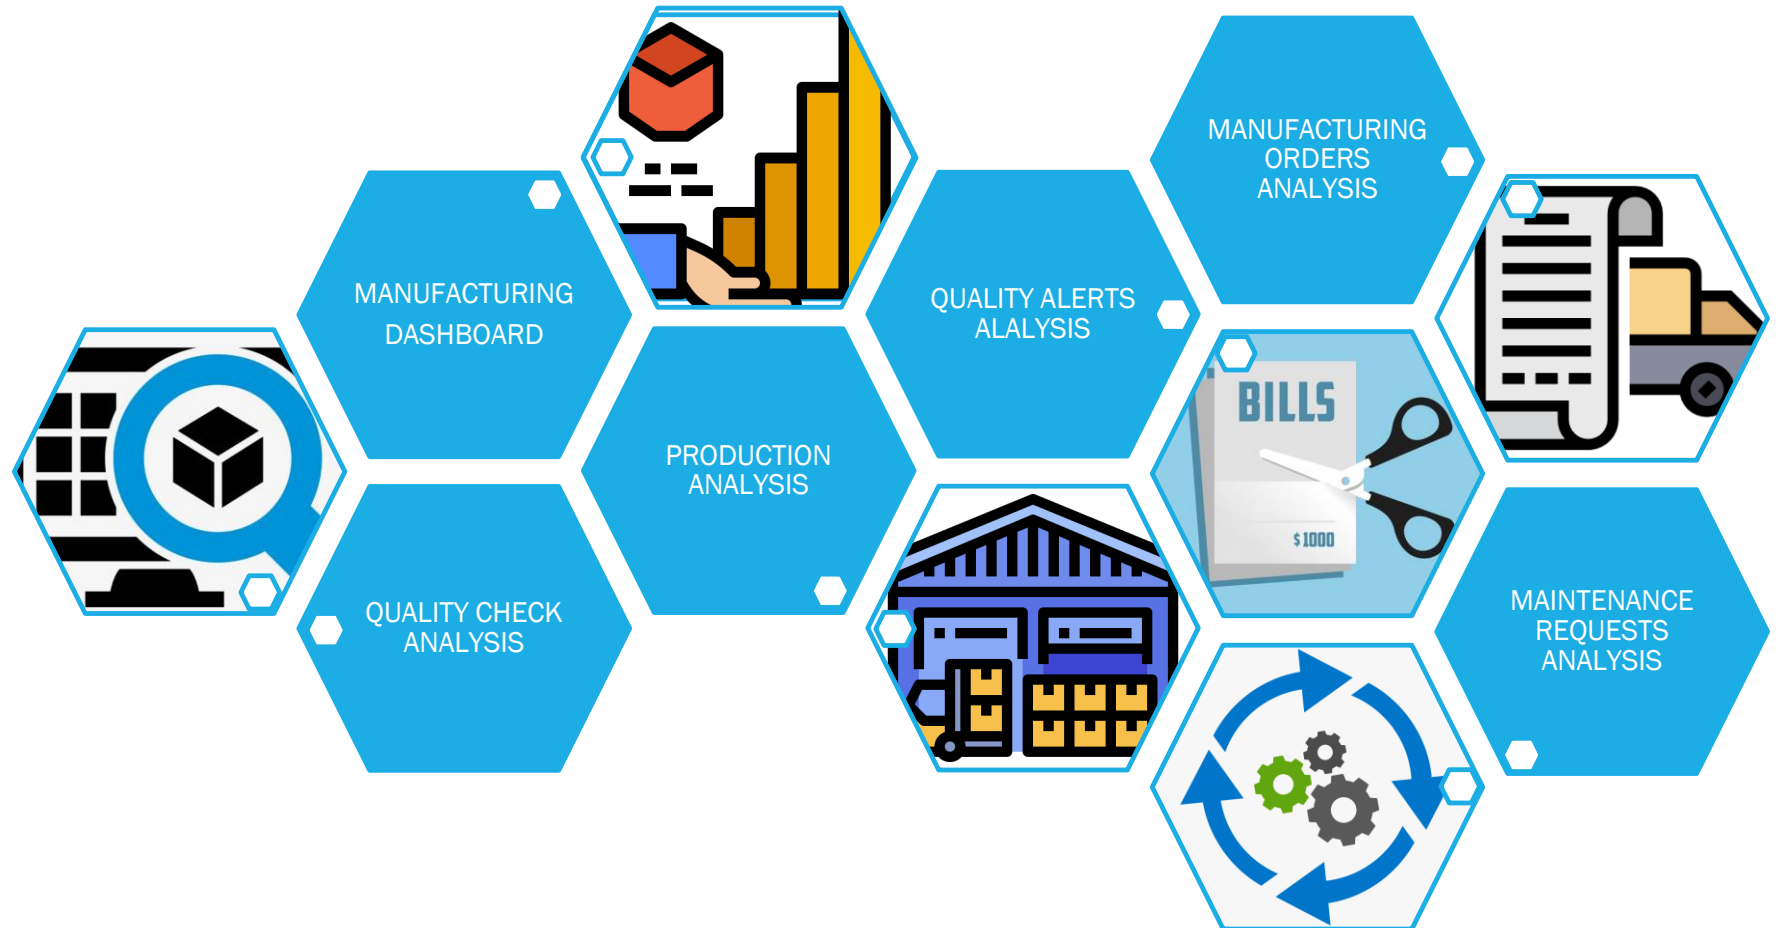 MANUFACTURING
DASHBOARD
QUALITY CHECK
ANALYSIS
PRODUCTION
ANALYSIS
QUALITY ALERTS
ALALYSIS
MANUFACTURING
ORDERS
ANALYSIS
BILLS
$1000
MAINTENANCE
REQUESTS
ANALYSIS